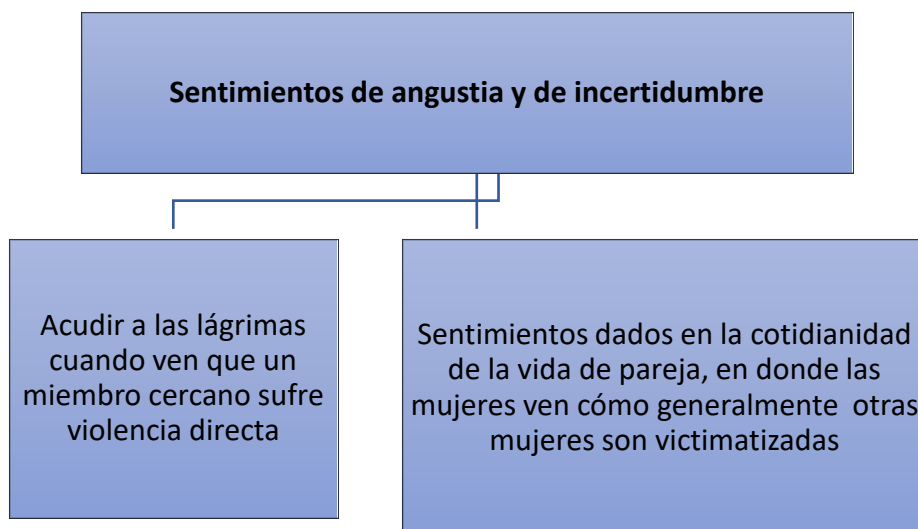 Sentimientos de angustia y de incertidumbre
Acudir a las lágrimas
cuando ven que un
miembro cercano sufre
violencia directa
Sentimientos dados en la cotidianidad
de la vida de pareja, en donde las
mujeres ven cómo generalmente otras
mujeres son victimatizadas